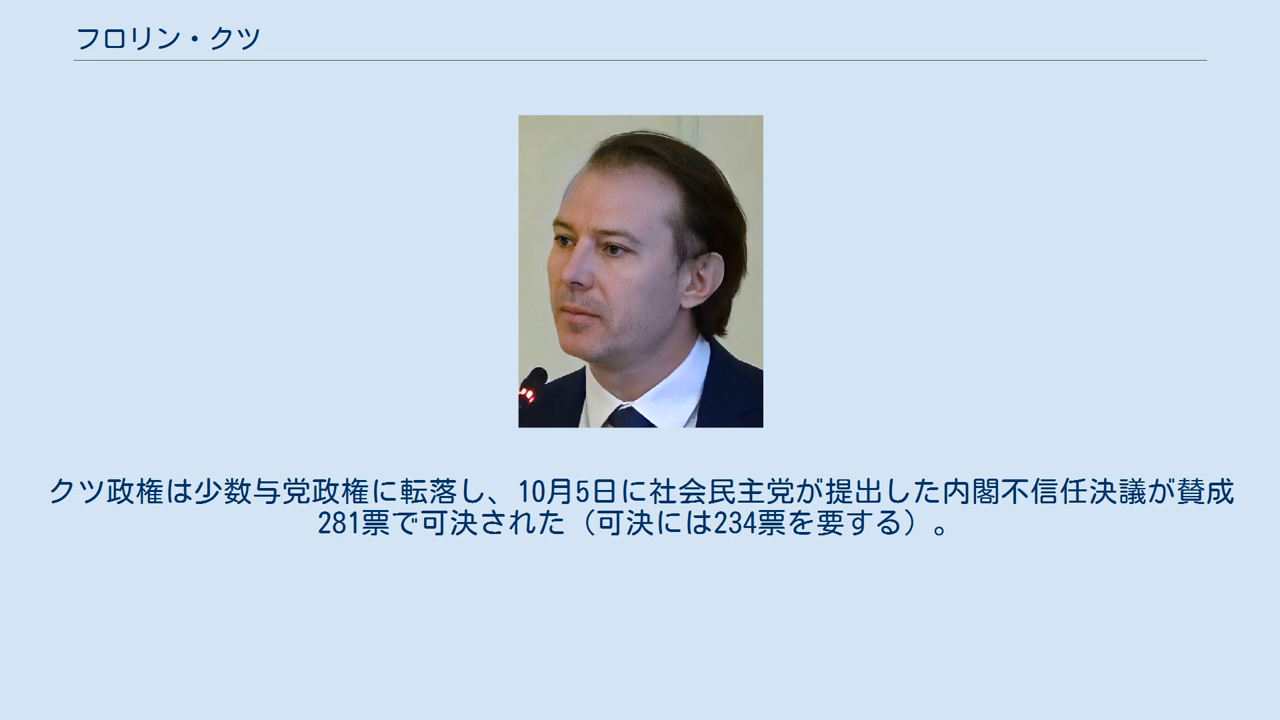 フロリン・クツ
クツ政権は少数与党政権に転落し、10月5日に社会民主党が提出した内閣不信任決議が賛成
281票で可決された（可決には234票を要する）。